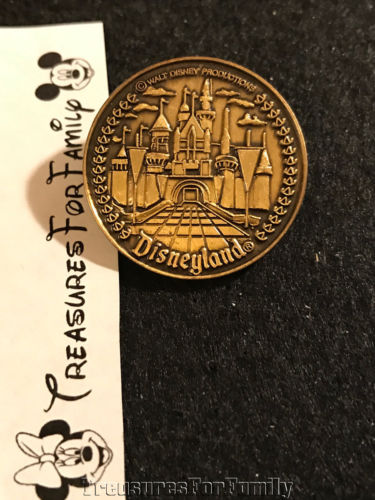 © WALT DISNEY PRODUCTIONS
Disneyland®
TREASURESFORFAMILY
TreasuresForFamily